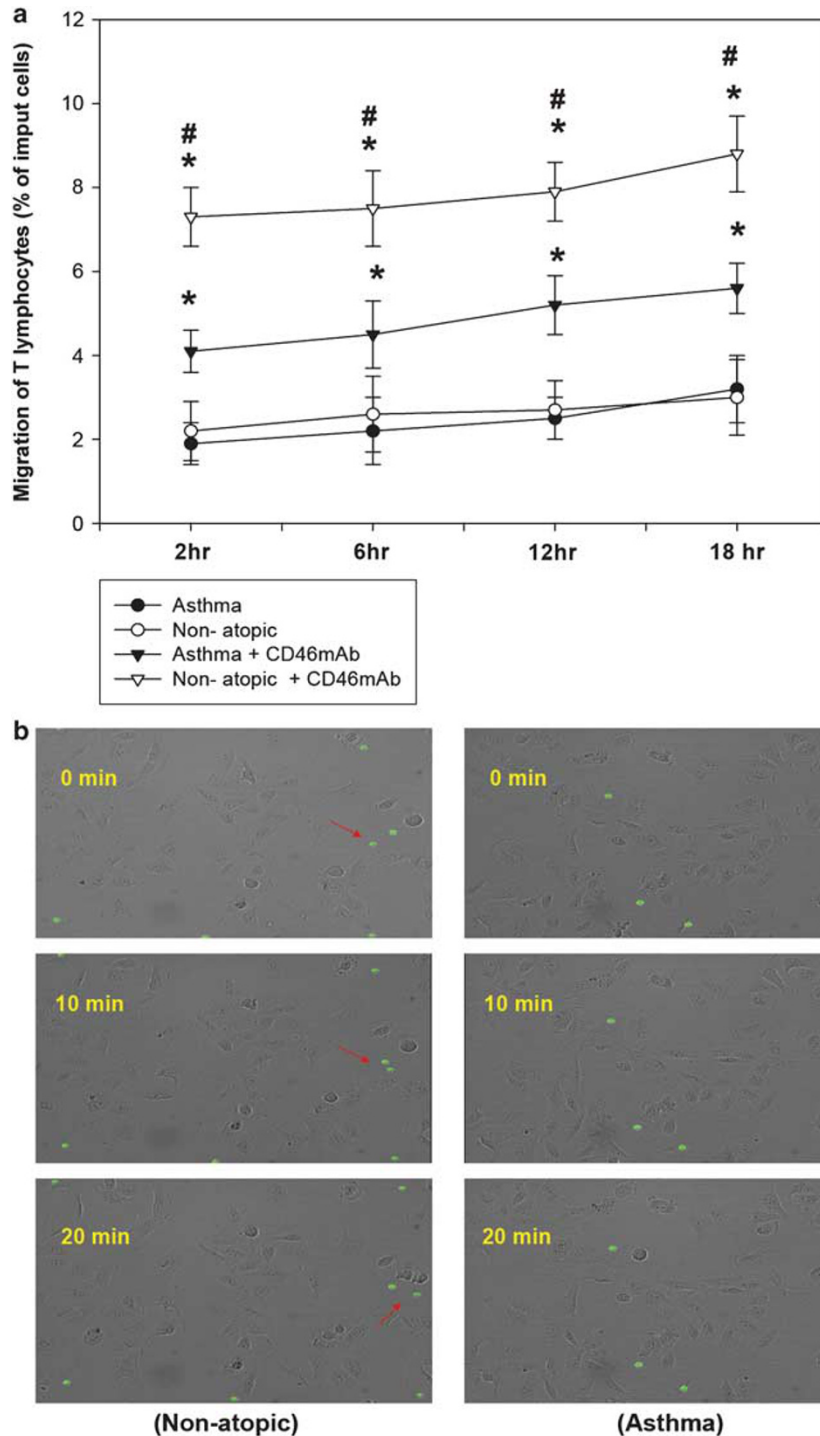 a
Migration of T lymphocytes (% of imput cells)
12
10
8
6
4
2
0
# # # #
* * * *
* * * *
2hr 6hr 12hr 18 hr
Asthma
Non- atopic
Asthma + CD46mAb
Non- atopic + CD46mAb
b
0 min 0 min
10 min 10 min
20 min 20 min
(Non-atopic) (Asthma)